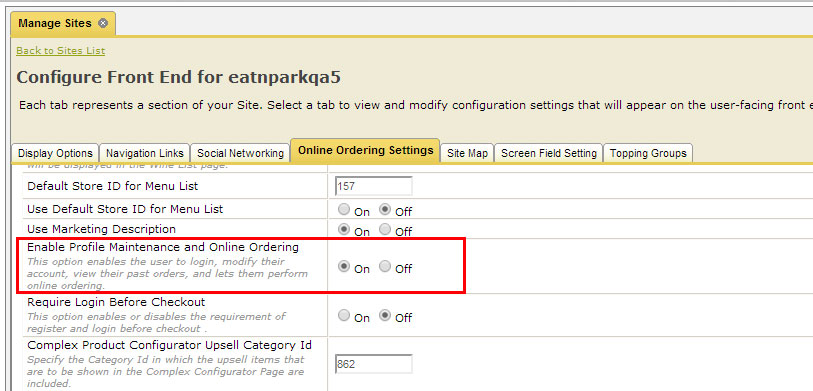 Manage Sites
Back to Sites List
Configure Front End for eatnparkqa5
Each tab represents a section of your Site. Select a tab to view and modify configuration settings that will appear on the user-facing front e
Display Options Navigation Links Social Networking Online Ordering Settings Site Map Screen Field Setting Topping Groups
will be displayed in the Wine List page.
Default Store ID for Menu List 157
Use Default Store ID for Menu List On Off
Use Marketing Description On Off
Enable Profile Maintenance and Online Ordering
This option enables the user to login, modify their
account, view their past orders, and lets them perform On Off
online ordering.
Require Login Before Checkout
This option enables or disables the requirement of On Off
register and login before checkout .
Complex Product Configurator Upsell Category Id
Specify the Category Id in which the upsell items that 862
are to be shown in the Complex Configurator Page are
included.